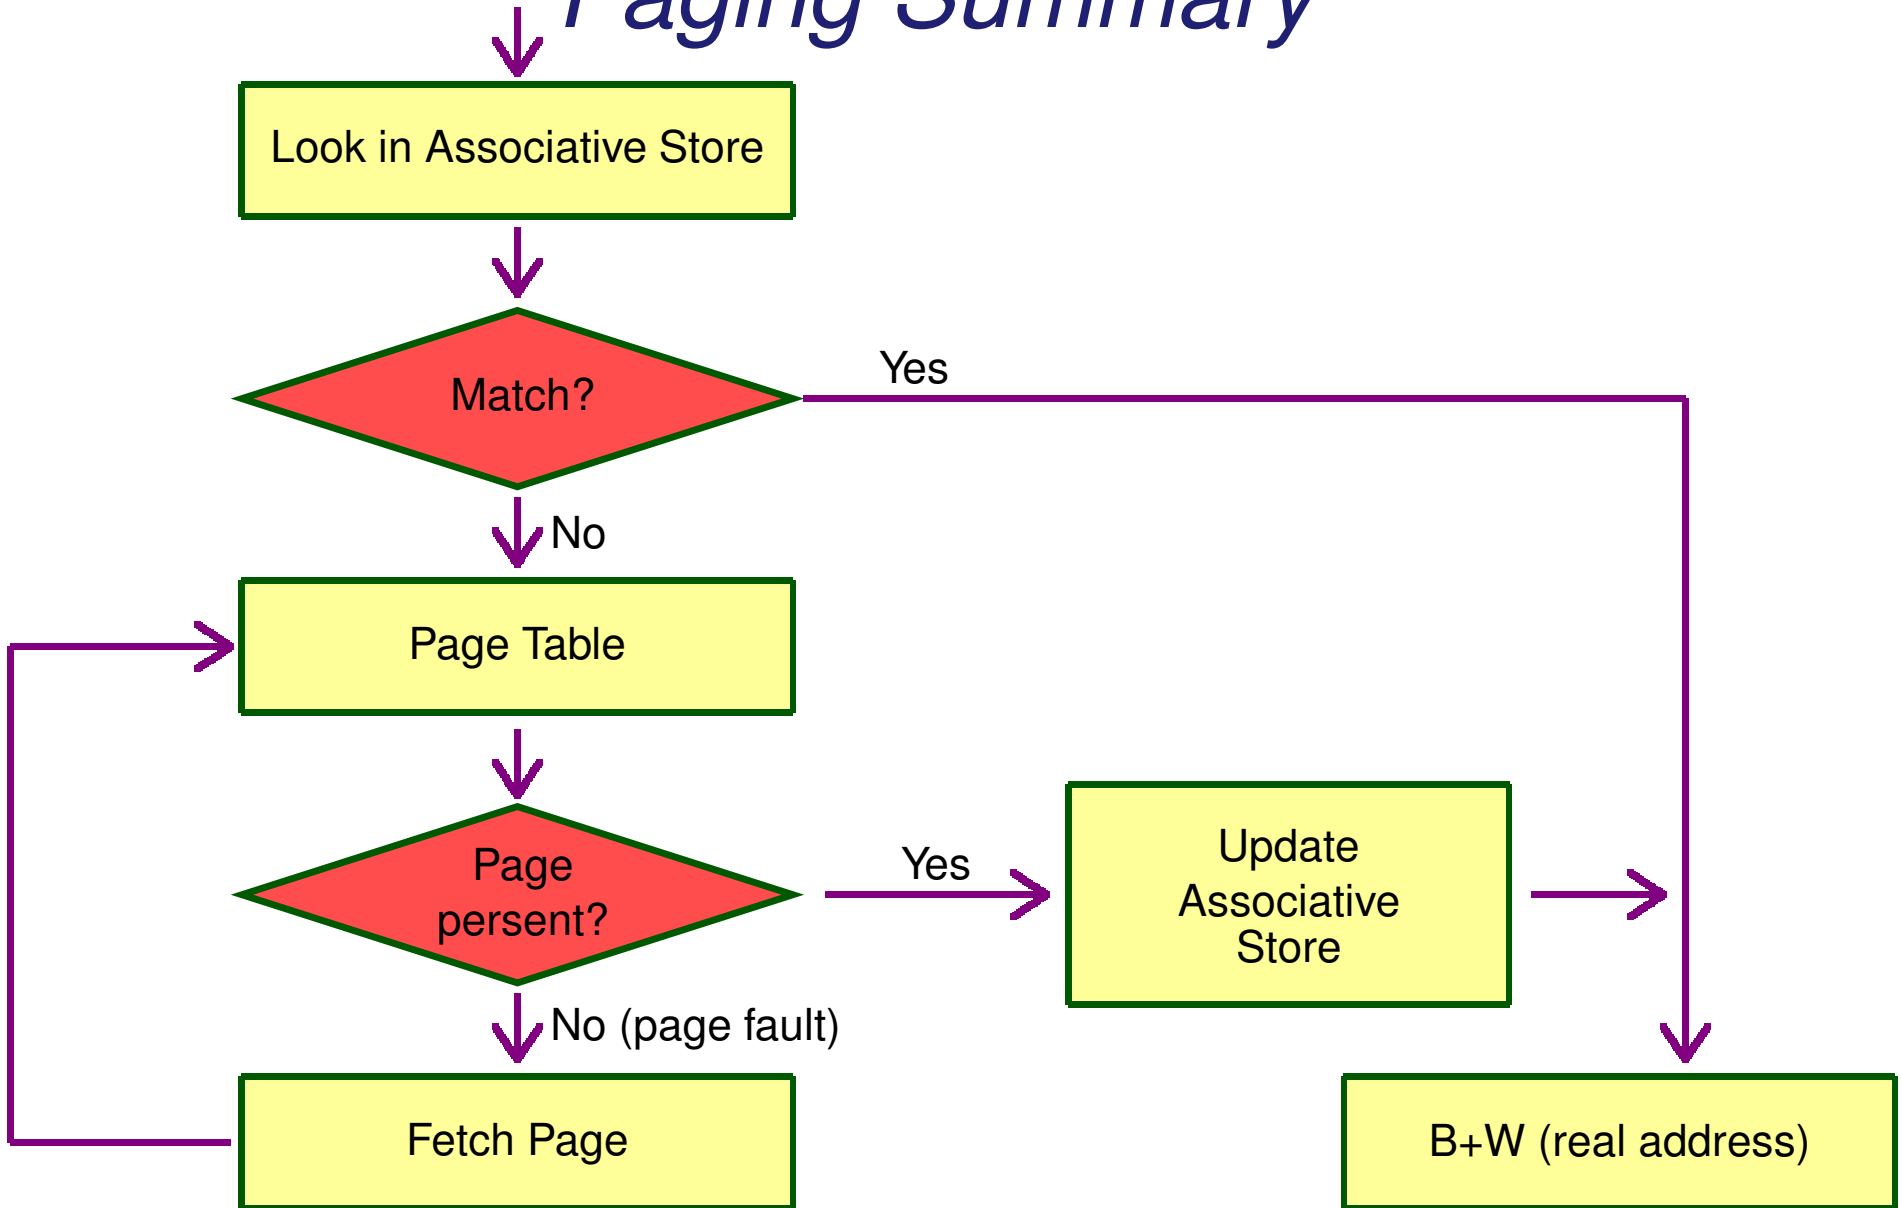 Paging Summary
Look in Associative Store
Match?
Yes
No
Page Table
Page
persent?
Yes
Update
Associative
Store
No (page fault)
Fetch Page
B+W (real address)